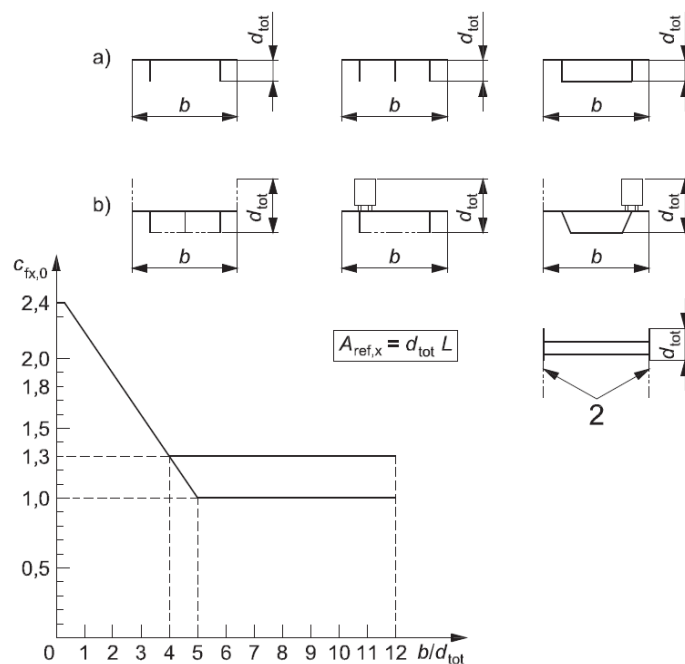 a)
d_tot
d_tot
d_tot
b
b
b
b)
d_tot
d_tot
d_tot
b
b
b
c_fx,0
2,4
2,0
1,8
1,5
1,3
1,0
0,5
A_ref,x = d_tot L
d_tot
2
0 1 2 3 4 5 6 7 8 9 10 11 12 b/d_tot